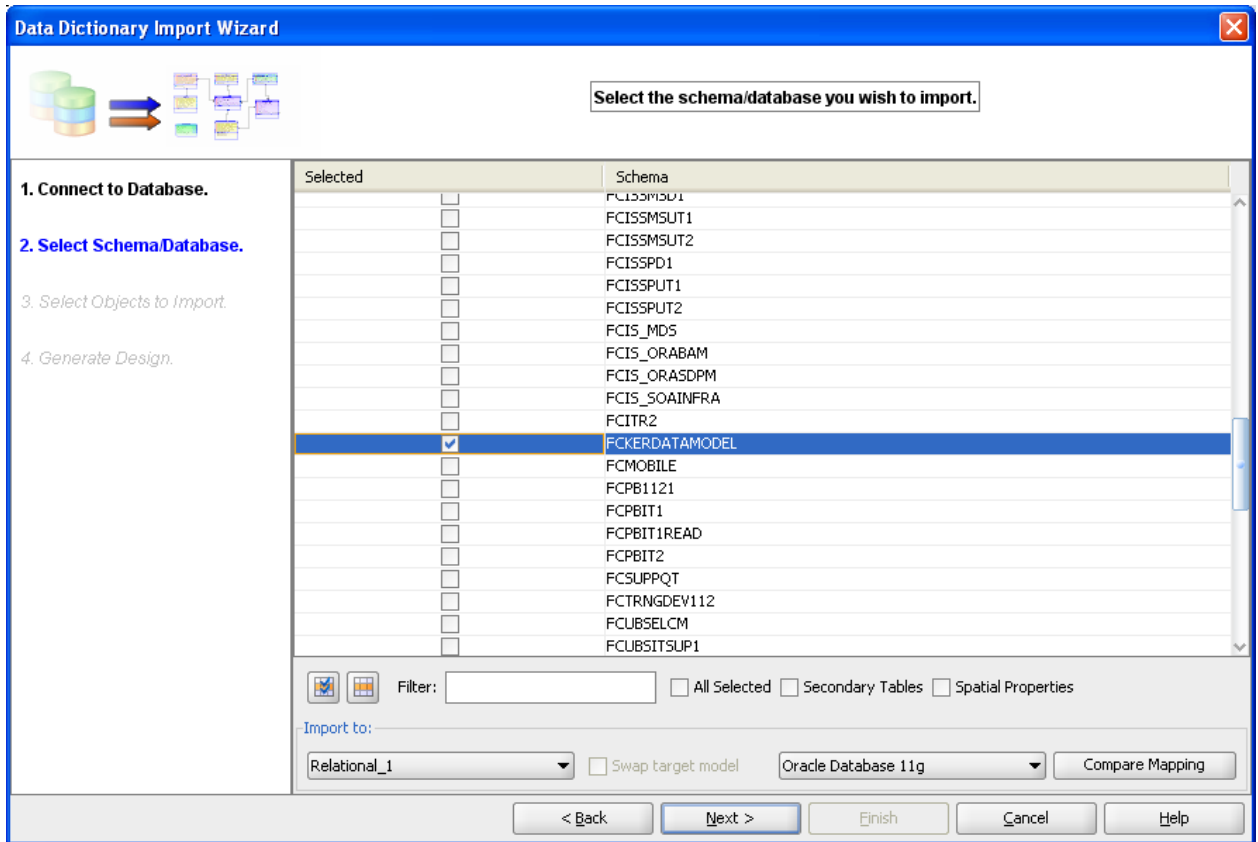 Data Dictionary Import Wizard
Select the schema/database you wish to import.
1. Connect to Database.
2. Select Schema/Database.
3. Select Objects to Import.
4. Generate Design.
Selected Schema
FCISSMSD1
FCISSMSUT1
FCISSMSUT2
FCISSPD1
FCISSPUT1
FCISSPUT2
FCIS_MDS
FCIS_ORABAM
FCIS_ORASDPM
FCIS_SOAINFRA
FCITR2
FCKERDATAMODEL
FCMOBILE
FCPB1121
FCPBIT1
FCPBIT1READ
FCPBIT2
FCSUPPQT
FCTRNGDEV112
FCUBSELCM
FCUBSITSUP1
Filter: All Selected Secondary Tables Spatial Properties
Import to:
Relational_1 Swap target model Oracle Database 11g Compare Mapping
< Back Next > Finish Cancel Help